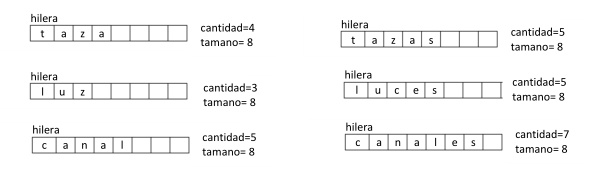 hilera
t a z a
cantidad=4
tamano= 8
hilera
t a z a s
cantidad=5
tamano= 8
hilera
l u z
cantidad=3
tamano= 8
hilera
l u c e s
cantidad=5
tamano= 8
hilera
c a n a l
cantidad=5
tamano= 8
hilera
c a n a l e s
cantidad=7
tamano= 8